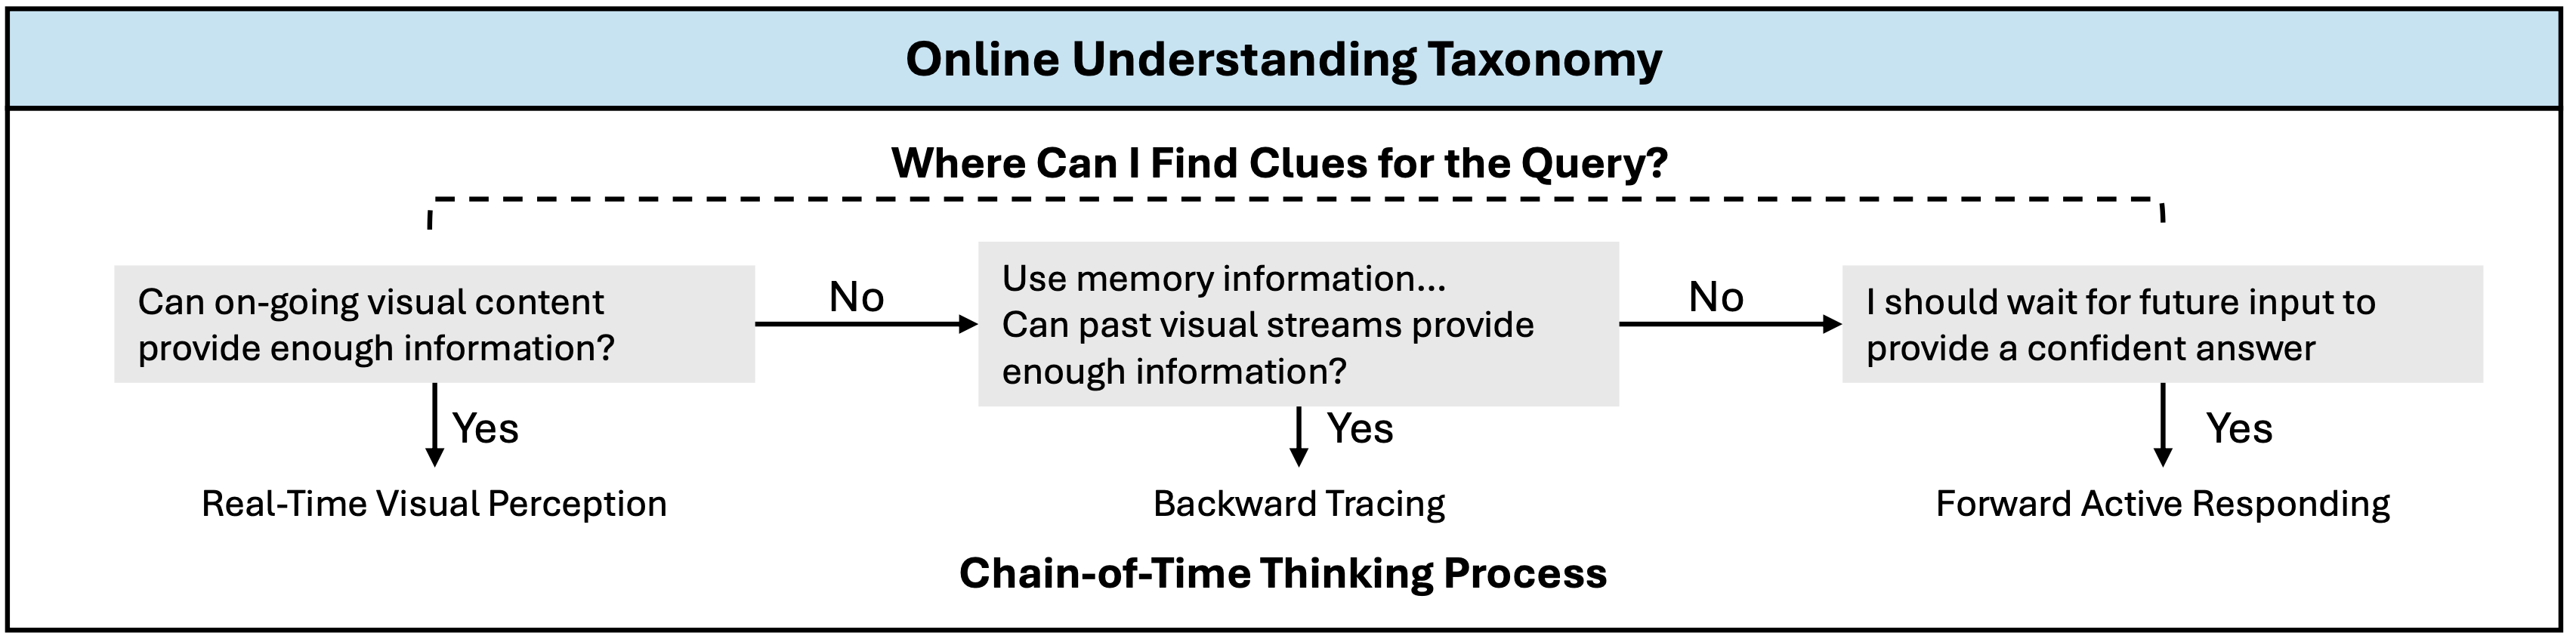 Online Understanding Taxonomy
Where Can I Find Clues for the Query?
Can on-going visual content
provide enough information?
No
Use memory information...
Can past visual streams provide
enough information?
No
I should wait for future input to
provide a confident answer
Yes
Yes
Yes
Real-Time Visual Perception
Backward Tracing
Forward Active Responding
Chain-of-Time Thinking Process